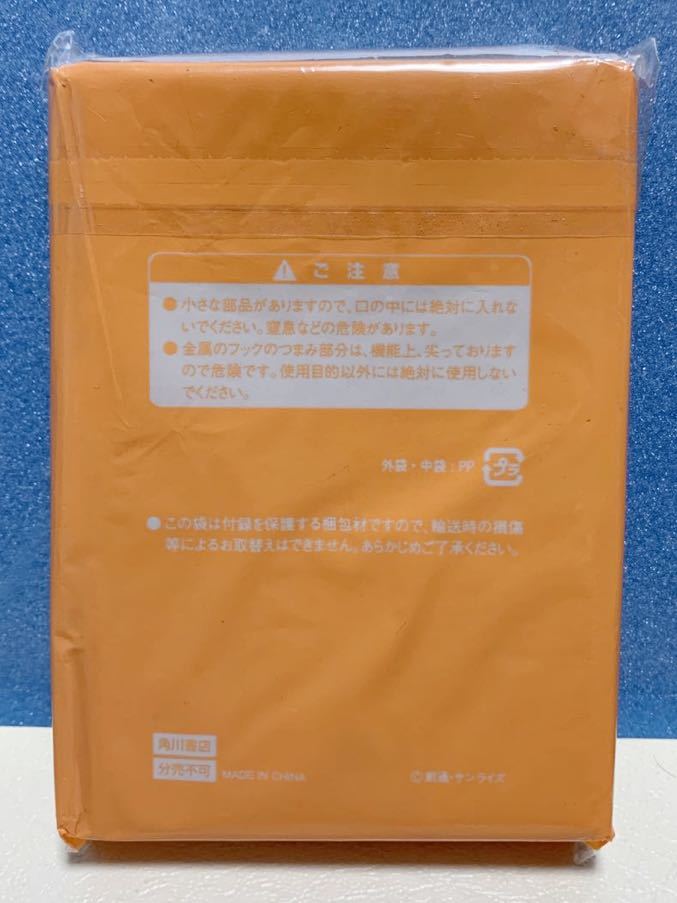 ご注意
●小さな部品がありますので、口の中には絶対に入れな
いでください。窒息などの危険があります。
●金属のフックのつまみ部分は、機能上、尖っております
ので危険です。使用目的以外には絶対に使用しない
でください。
外袋・中袋：PP プラ
●この袋は付録を保護する梱包材ですので、輸送時の損傷
等によるお取替えはできません。あらかじめご了承ください。
角川書店
分売不可 MADE IN CHINA
©創通・サンライズ